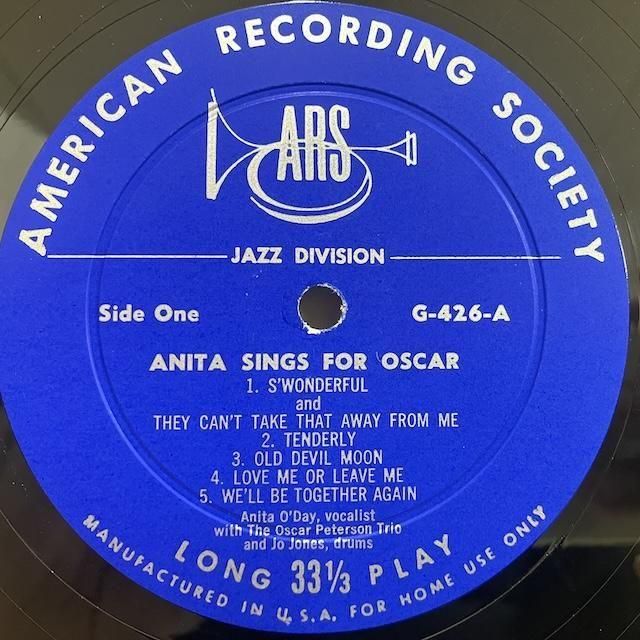 AMERICAN RECORDING SOCIETY
ARS
JAZZ DIVISION
Side One
G-426-A
ANITA SINGS FOR OSCAR
1. S'WONDERFUL
and
THEY CAN'T TAKE THAT AWAY FROM ME
2. TENDERLY
3. OLD DEVIL MOON
4. LOVE ME OR LEAVE ME
5. WE'LL BE TOGETHER AGAIN
Anita O'Day, vocalist
with The Oscar Peterson Trio
and Jo Jones, drums
LONG 33⅓ PLAY
MANUFACTURED IN U.S.A. FOR HOME USE ONLY